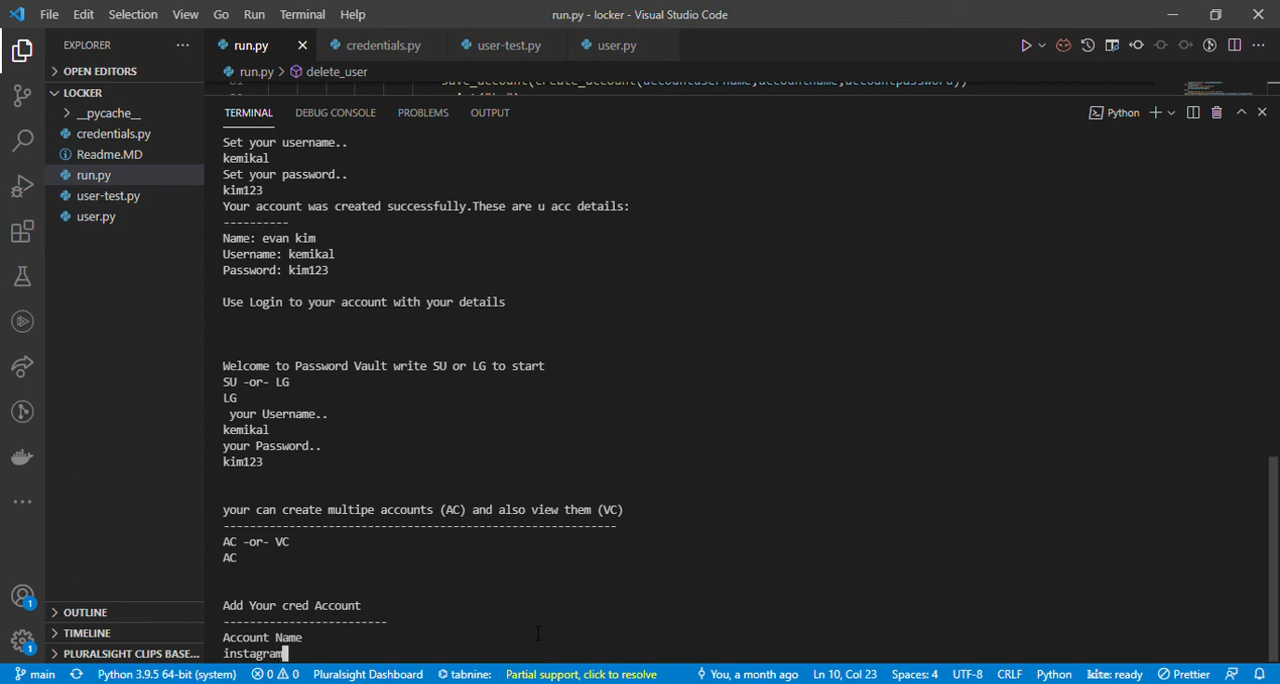 File Edit Selection View Go Run Terminal Help run.py - locker - Visual Studio Code
EXPLORER
run.py credentials.py user-test.py user.py
OPEN EDITORS
run.py > delete_user
LOCKER
__pycache__
credentials.py
Readme.MD
run.py
user-test.py
user.py
OUTLINE
TIMELINE
PLURALSIGHT CLIPS BASE...
1
1
save_account(create_account(accountusername,accountname,accountpassword))
TERMINAL DEBUG CONSOLE PROBLEMS OUTPUT Python
Set your username..
kemikal
Set your password..
kim123
Your account was created successfully.These are u acc details:
----------
Name: evan kim
Username: kemikal
Password: kim123
Use Login to your account with your details
Welcome to Password Vault write SU or LG to start
SU -or- LG
LG
your Username..
kemikal
your Password..
kim123
your can create multipe accounts (AC) and also view them (VC)
------------------------------------------------------------
AC -or- VC
AC
Add Your cred Account
-------------------------
Account Name
instagram
main Python 3.9.5 64-bit (system) 0 0 Pluralsight Dashboard tabnine: Partial support, click to resolve You, a month ago Ln 10, Col 23 Spaces: 4 UTF-8 CRLF Python kite: ready Prettier